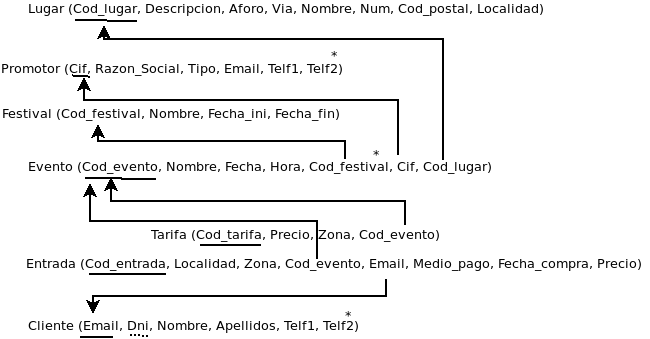 Lugar (Cod_lugar, Descripcion, Aforo, Via, Nombre, Num, Cod_postal, Localidad)
*
Promotor (Cif, Razon_Social, Tipo, Email, Telf1, Telf2)
Festival (Cod_festival, Nombre, Fecha_ini, Fecha_fin)
*
Evento (Cod_evento, Nombre, Fecha, Hora, Cod_festival, Cif, Cod_lugar)
Tarifa (Cod_tarifa, Precio, Zona, Cod_evento)
Entrada (Cod_entrada, Localidad, Zona, Cod_evento, Email, Medio_pago, Fecha_compra, Precio)
*
Cliente (Email, Dni, Nombre, Apellidos, Telf1, Telf2)